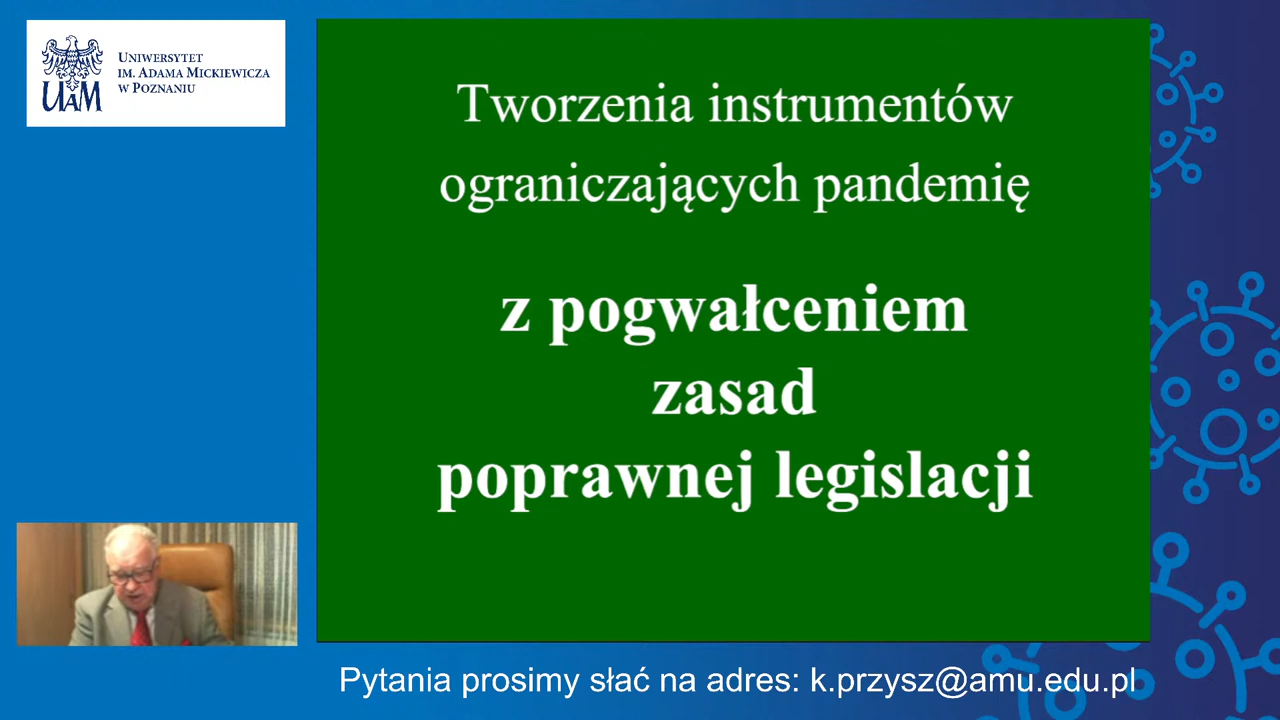 UNIWERSYTET
IM. ADAMA MICKIEWICZA
W POZNANIU
UAM
Tworzenia instrumentów
ograniczających pandemię
z pogwałceniem
zasad
poprawnej legislacji
Pytania prosimy słać na adres: k.przysz@amu.edu.pl